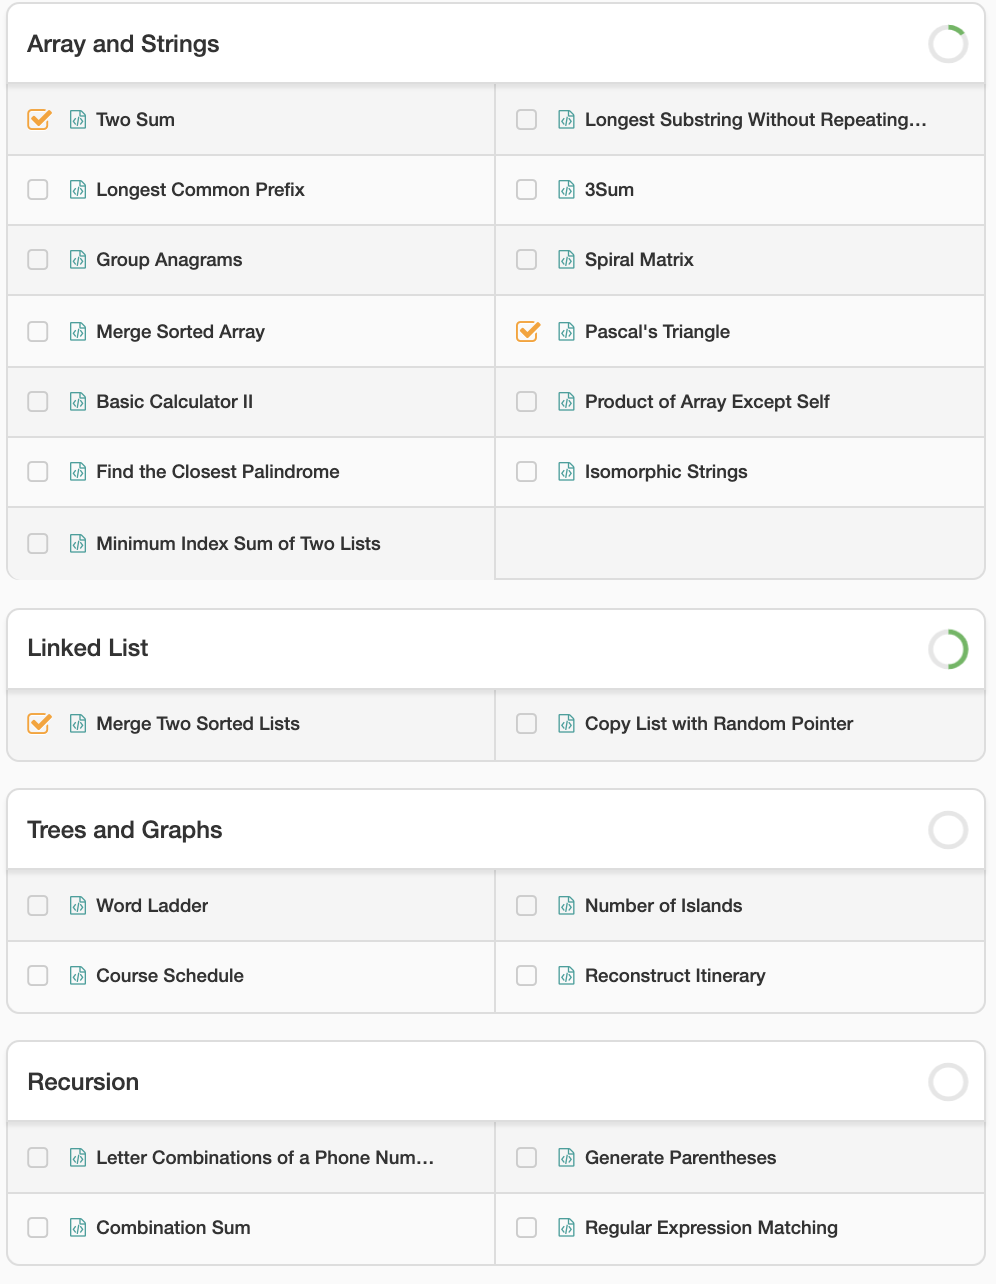 Array and Strings
Two Sum
Longest Substring Without Repeating...
Longest Common Prefix
3Sum
Group Anagrams
Spiral Matrix
Merge Sorted Array
Pascal's Triangle
Basic Calculator II
Product of Array Except Self
Find the Closest Palindrome
Isomorphic Strings
Minimum Index Sum of Two Lists
Linked List
Merge Two Sorted Lists
Copy List with Random Pointer
Trees and Graphs
Word Ladder
Number of Islands
Course Schedule
Reconstruct Itinerary
Recursion
Letter Combinations of a Phone Num...
Generate Parentheses
Combination Sum
Regular Expression Matching